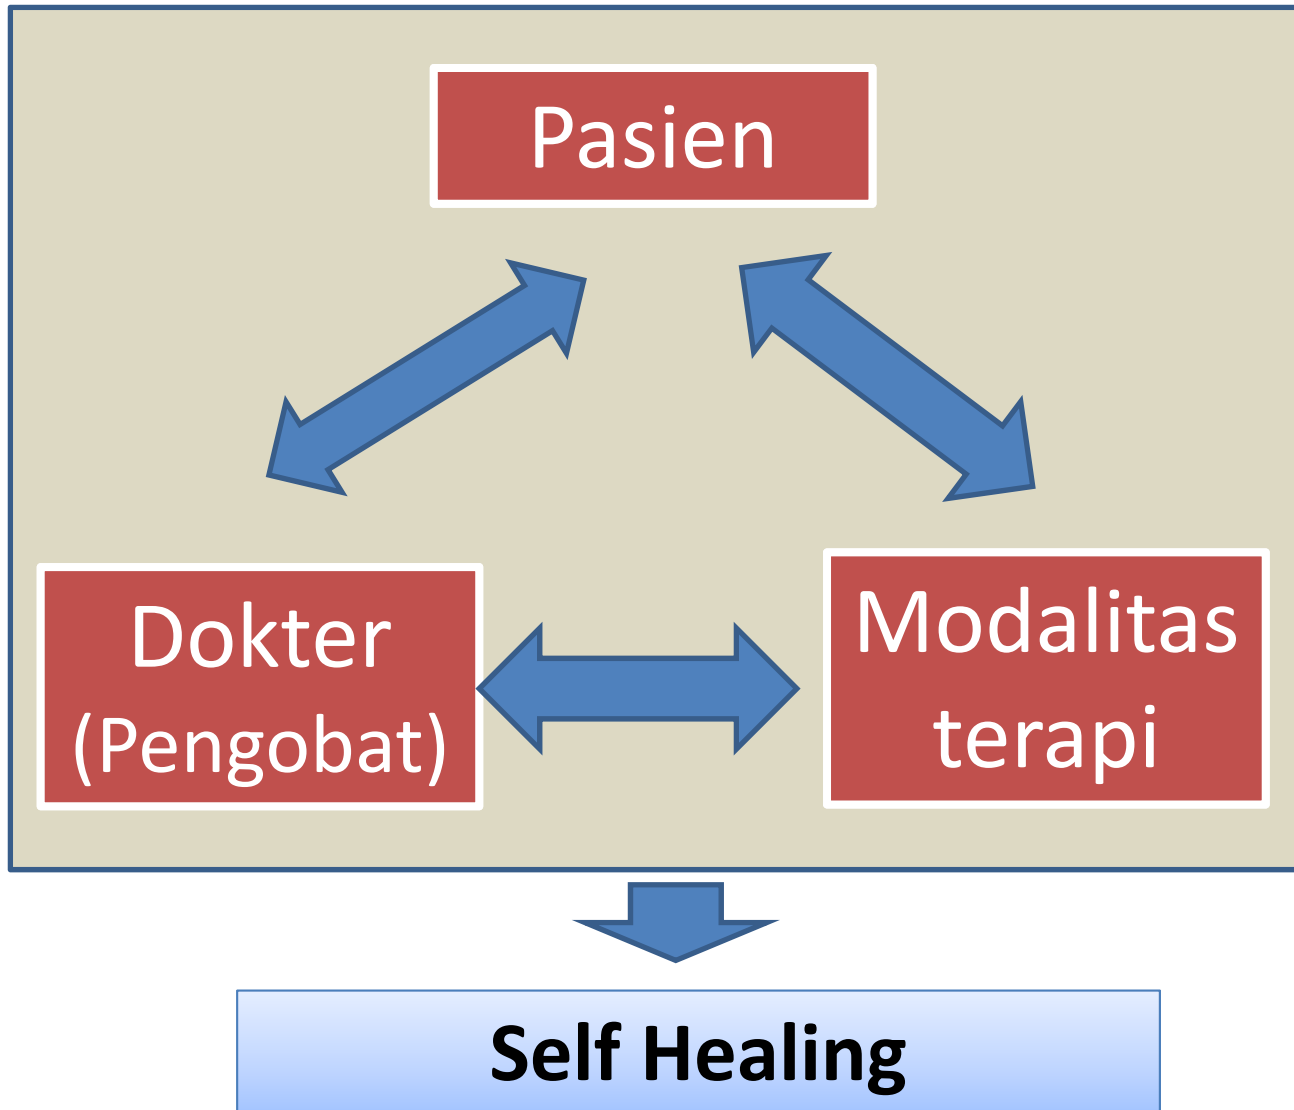 Pasien
Dokter
(Pengobat)
Modalitas
terapi
Self Healing